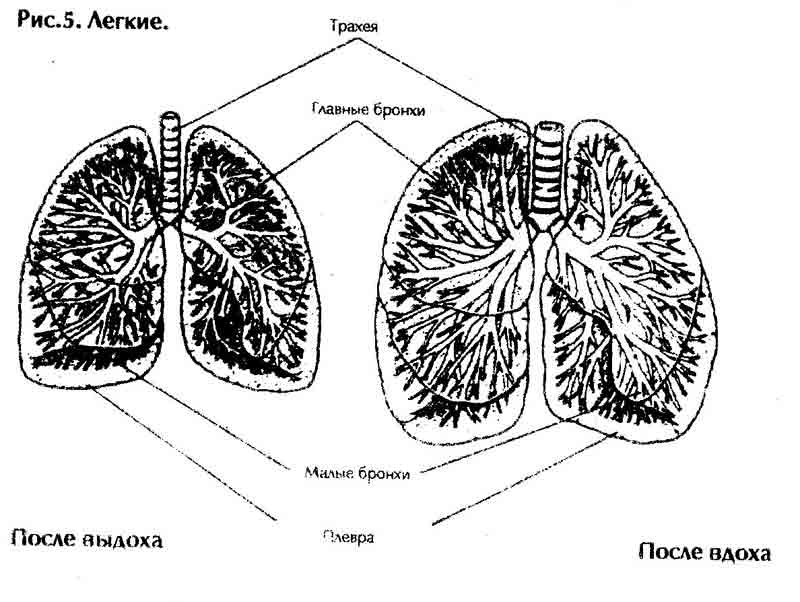 Рис.5. Легкие.
Трахея
Главные бронхи
Малые бронхи
Плевра
После выдоха
После вдоха